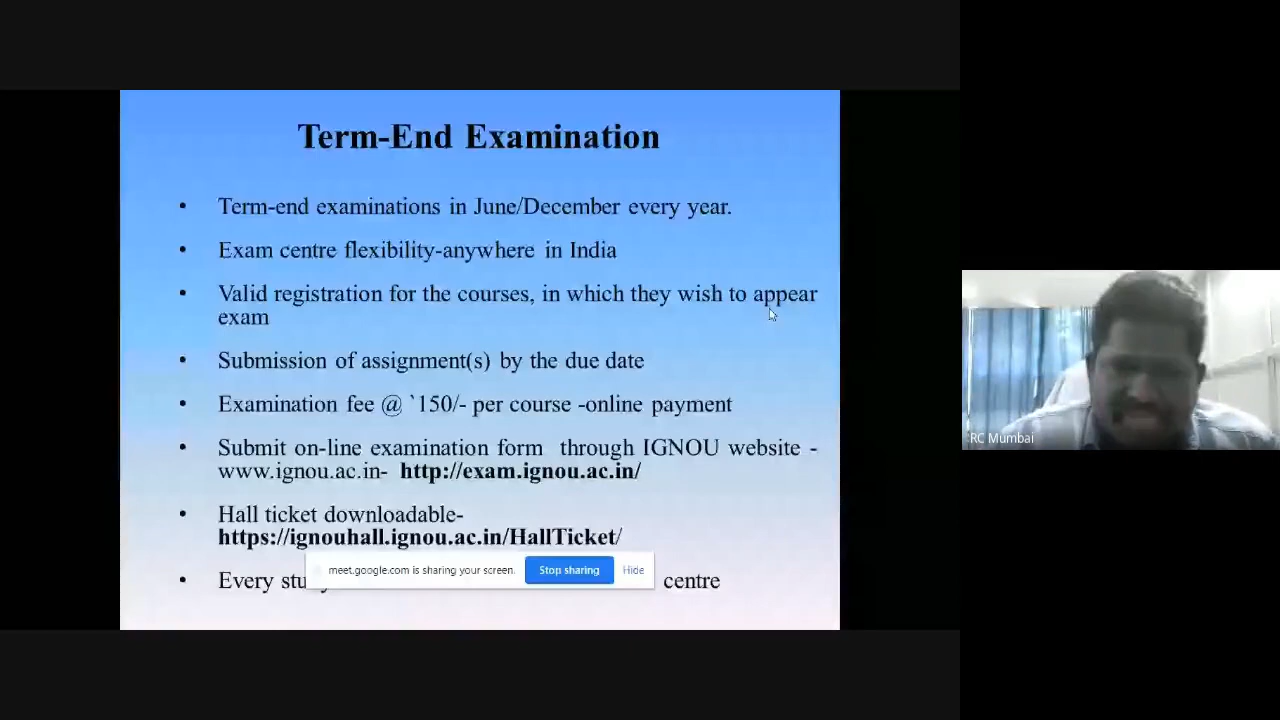 Term-End Examination
• Term-end examinations in June/December every year.
• Exam centre flexibility-anywhere in India
• Valid registration for the courses, in which they wish to appear
exam
• Submission of assignment(s) by the due date
• Examination fee @ `150/- per course -online payment
• Submit on-line examination form through IGNOU website -
www.ignou.ac.in- http://exam.ignou.ac.in/
• Hall ticket downloadable-
https://ignouhall.ignou.ac.in/HallTicket/
• Every study centre
meet.google.com is sharing your screen. Stop sharing Hide
RC Mumbai